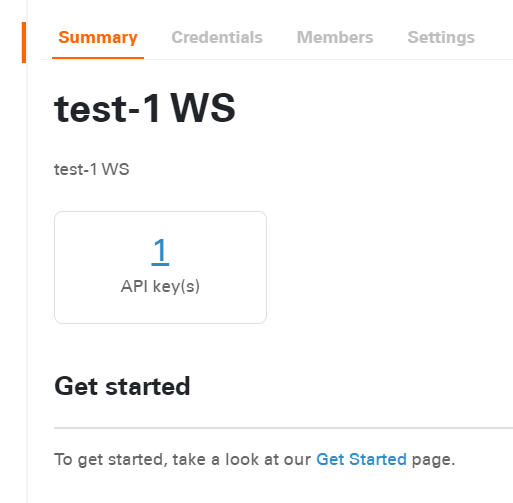 Summary Credentials Members Settings
test-1 WS
test-1 WS
1
API key(s)
Get started
To get started, take a look at our Get Started page.